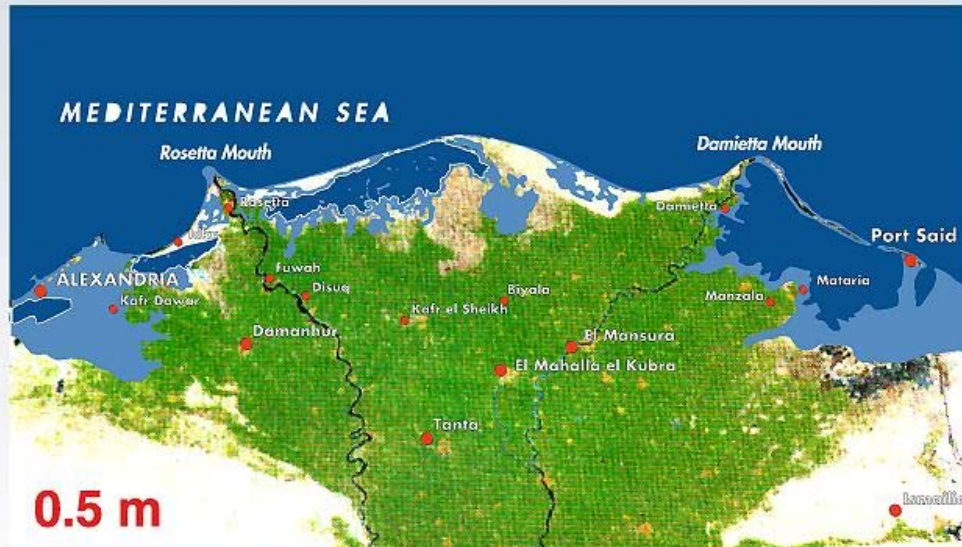 MEDITERRANEAN SEA
Rosetta Mouth
Damietta Mouth
Rosetta
Damietta
Port Said
ALEXANDRIA
Fuwah
Disuq
Biyala
Mataria
Kafr Dawar
Kafr el Sheikh
Manzala
Damanhur
El Mansura
El Mahalla el Kubra
Tanta
0.5 m
Ismailia